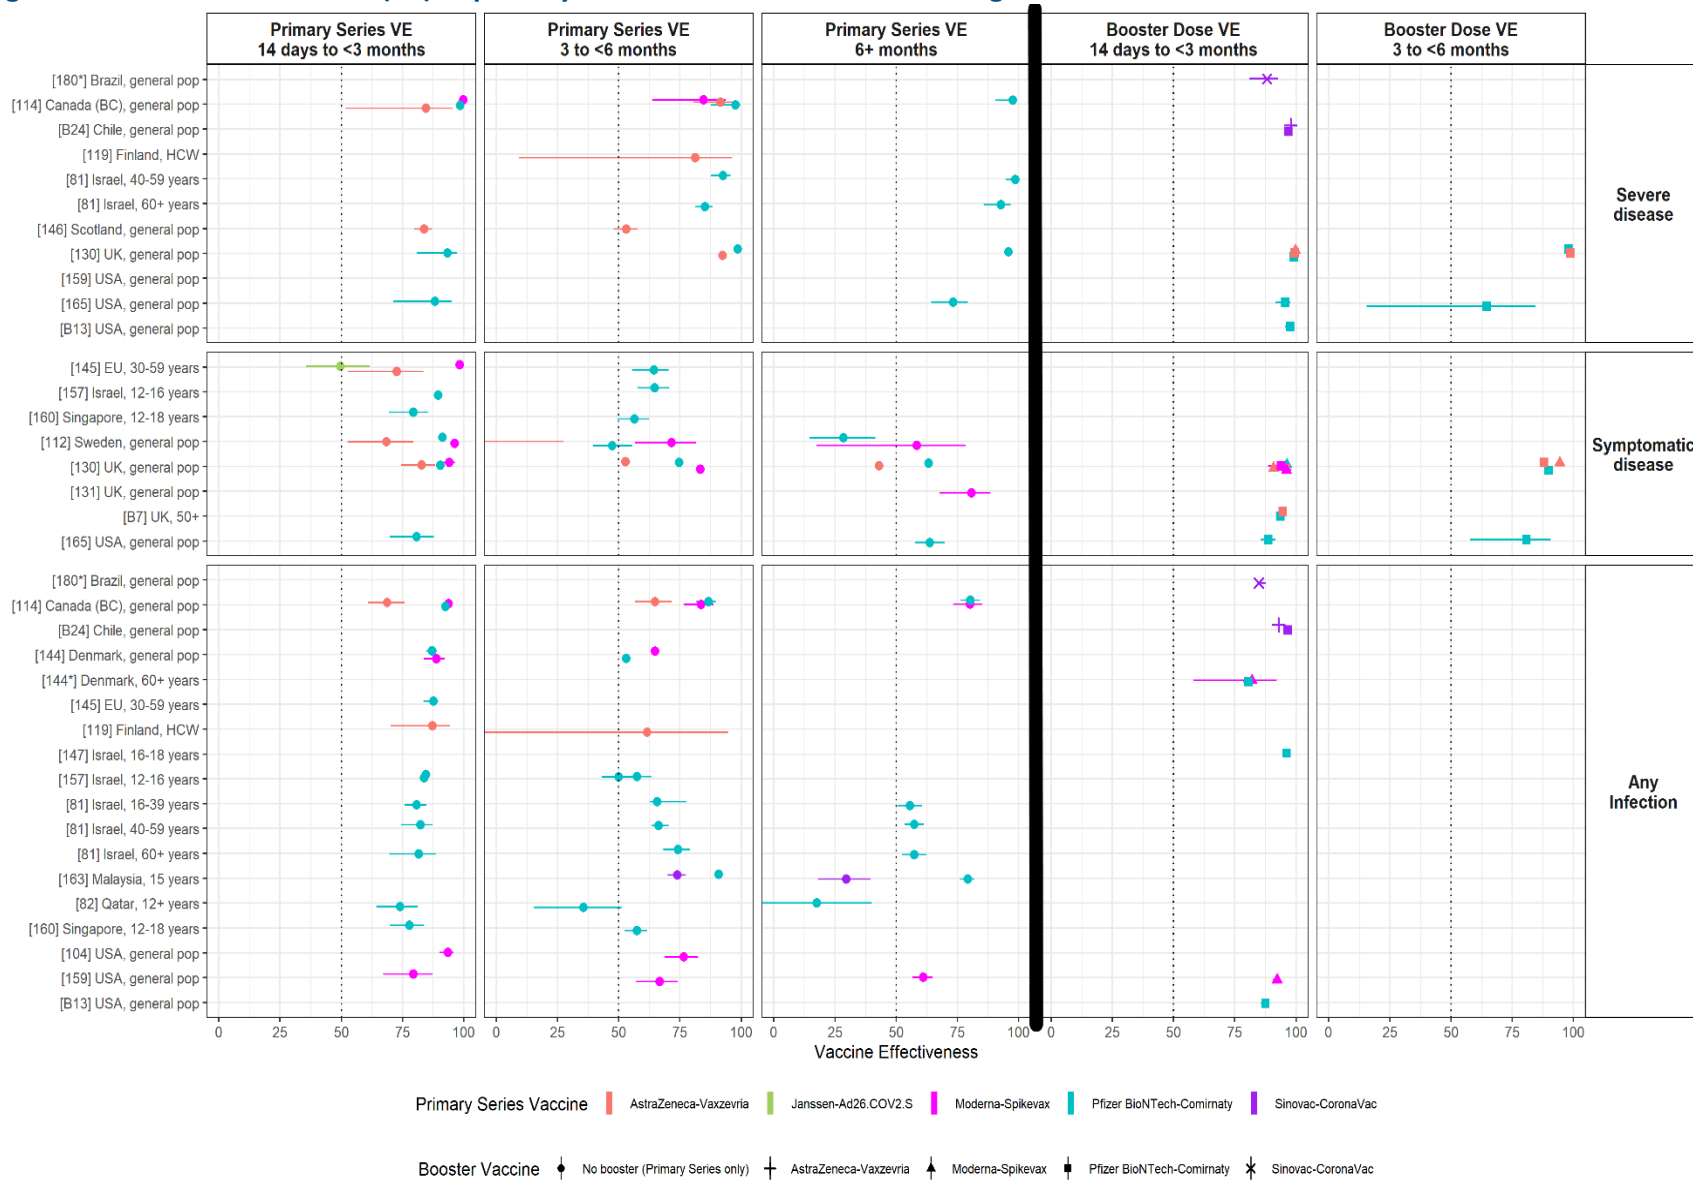 Primary Series VE
14 days to <3 months
Primary Series VE
3 to <6 months
Primary Series VE
6+ months
Booster Dose VE
14 days to <3 months
Booster Dose VE
3 to <6 months
[180*] Brazil, general pop
[114] Canada (BC), general pop
[B24] Chile, general pop
[119] Finland, HCW
[81] Israel, 40-59 years
[81] Israel, 60+ years
[146] Scotland, general pop
[130] UK, general pop
[159] USA, general pop
[165] USA, general pop
[B13] USA, general pop
Severe
disease
[145] EU, 30-59 years
[157] Israel, 12-16 years
[160] Singapore, 12-18 years
[112] Sweden, general pop
[130] UK, general pop
[131] UK, general pop
[B7] UK, 50+
[165] USA, general pop
Symptomatic
disease
[180*] Brazil, general pop
[114] Canada (BC), general pop
[B24] Chile, general pop
[144] Denmark, general pop
[144*] Denmark, 60+ years
[145] EU, 30-59 years
[119] Finland, HCW
[147] Israel, 16-18 years
[157] Israel, 12-16 years
[81] Israel, 16-39 years
[81] Israel, 40-59 years
[81] Israel, 60+ years
[163] Malaysia, 15 years
[82] Qatar, 12+ years
[160] Singapore, 12-18 years
[104] USA, general pop
[159] USA, general pop
[B13] USA, general pop
Any
Infection
0 25 50 75 100 0 25 50 75 100 0 25 50 75 100 0 25 50 75 100 0 25 50 75 100
Vaccine Effectiveness
Primary Series Vaccine AstraZeneca-Vaxzevria Janssen-Ad26.COV2.S Moderna-Spikevax Pfizer BioNTech-Comirnaty Sinovac-CoronaVac
Booster Vaccine No booster (Primary Series only) AstraZeneca-Vaxzevria Moderna-Spikevax Pfizer BioNTech-Comirnaty Sinovac-CoronaVac